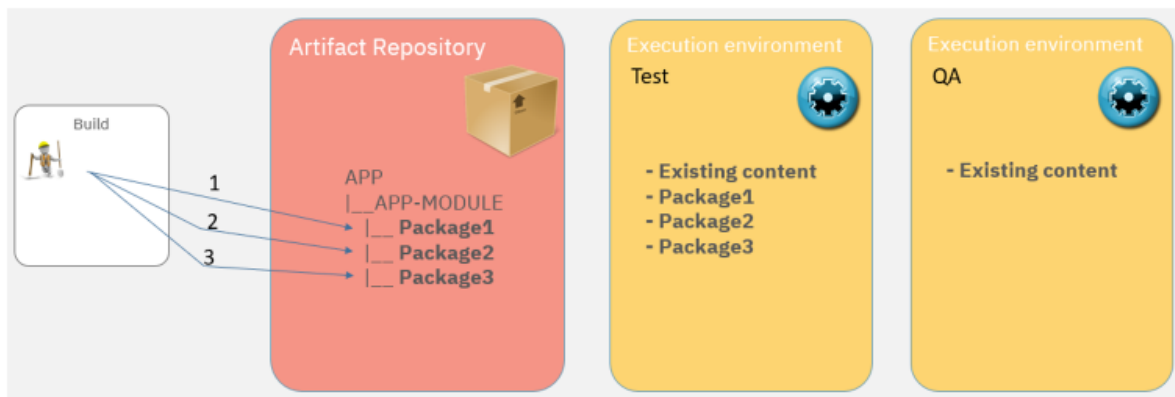 Build
1
2
3
Artifact Repository
APP
|__APP-MODULE
|__ Package1
|__ Package2
|__ Package3
Execution environment
Test
- Existing content
- Package1
- Package2
- Package3
Execution environment
QA
- Existing content